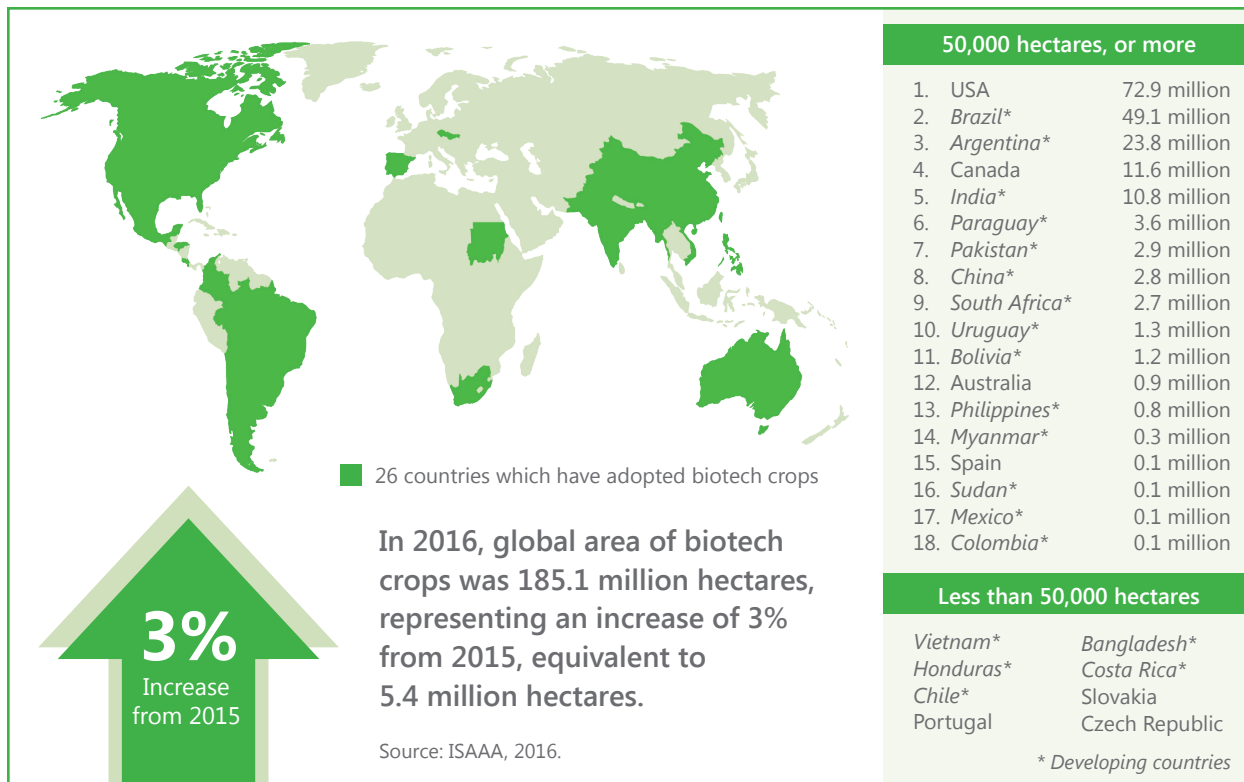 26 countries which have adopted biotech crops
3%
Increase
from 2015
In 2016, global area of biotech
crops was 185.1 million hectares,
representing an increase of 3%
from 2015, equivalent to
5.4 million hectares.
Source: ISAAA, 2016.
50,000 hectares, or more
1. USA 72.9 million
2. Brazil* 49.1 million
3. Argentina* 23.8 million
4. Canada 11.6 million
5. India* 10.8 million
6. Paraguay* 3.6 million
7. Pakistan* 2.9 million
8. China* 2.8 million
9. South Africa* 2.7 million
10. Uruguay* 1.3 million
11. Bolivia* 1.2 million
12. Australia 0.9 million
13. Philippines* 0.8 million
14. Myanmar* 0.3 million
15. Spain 0.1 million
16. Sudan* 0.1 million
17. Mexico* 0.1 million
18. Colombia* 0.1 million
Less than 50,000 hectares
Vietnam* Bangladesh*
Honduras* Costa Rica*
Chile* Slovakia
Portugal Czech Republic
* Developing countries